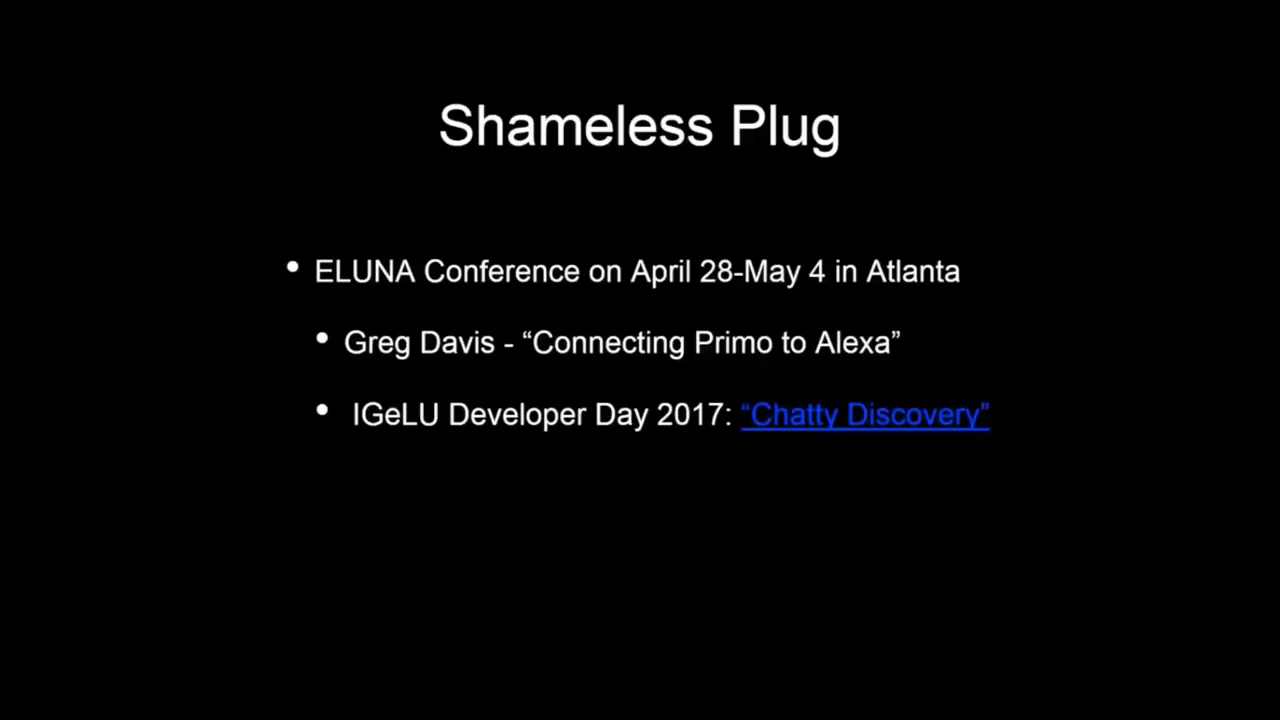 Shameless Plug
• ELUNA Conference on April 28-May 4 in Atlanta
• Greg Davis - “Connecting Primo to Alexa”
• IGeLU Developer Day 2017: “Chatty Discovery”